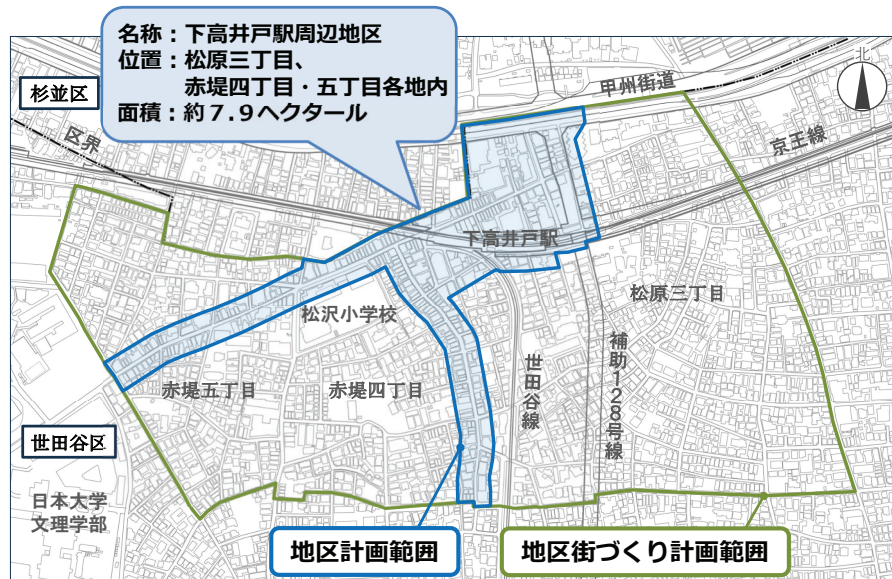 名称：下高井戸駅周辺地区
位置：松原三丁目、
赤堤四丁目・五丁目各地内
面積：約７.９ヘクタール
北
甲州街道
杉並区
区界
京王線
下高井戸駅
松原三丁目
松沢小学校
赤堤五丁目
赤堤四丁目
世田谷線
補助128号線
世田谷区
日本大学
文理学部
地区計画範囲
地区街づくり計画範囲